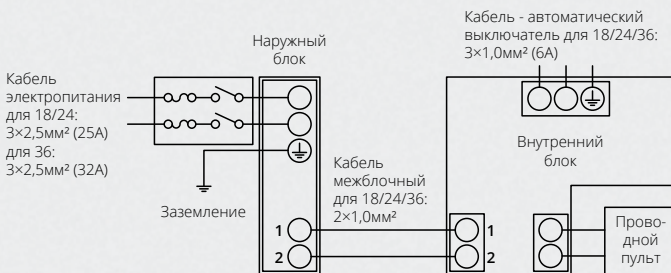 Кабель - автоматический
выключатель для 18/24/36:
3×1,0мм² (6А)
Наружный
блок
Кабель
электропитания
для 18/24:
3×2,5мм² (25А)
для 36:
3×2,5мм² (32А)
Внутренний
блок
Кабель
межблочный
для 18/24/36:
2×1,0мм²
Заземление
1
2
1
2
Прово-
дной
пульт